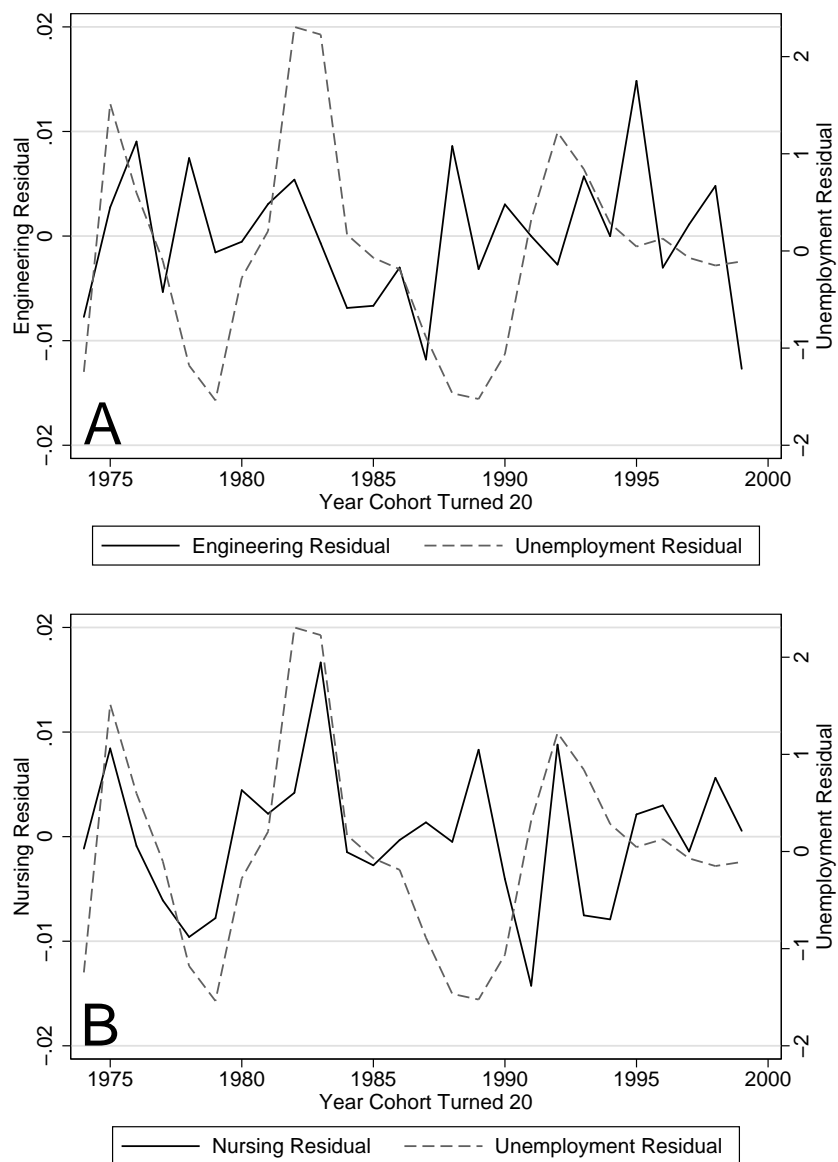 A
Engineering Residual
Unemployment Residual
.02
.01
0
-.01
-.02
2
1
0
-1
-2
1975 1980 1985 1990 1995 2000
Year Cohort Turned 20
Engineering Residual Unemployment Residual
B
Nursing Residual
Unemployment Residual
.02
.01
0
-.01
-.02
2
1
0
-1
-2
1975 1980 1985 1990 1995 2000
Year Cohort Turned 20
Nursing Residual Unemployment Residual